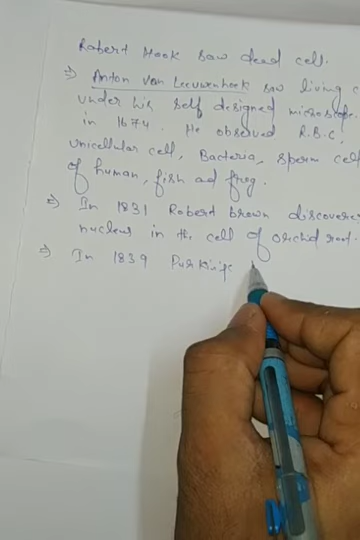 Robert Hook saw dead cell.
⇒ Anton Van Leeuwenhoek saw living c
under his self designed microscope.
in 1674. He observed R.B.C,
unicellular cell, Bacteria, sperm cell
of human, fish ad frog.
⇒ In 1831 Robert brown discovere
nucleus in the cell of orchid root.
⇒ In 1839 Purkinje